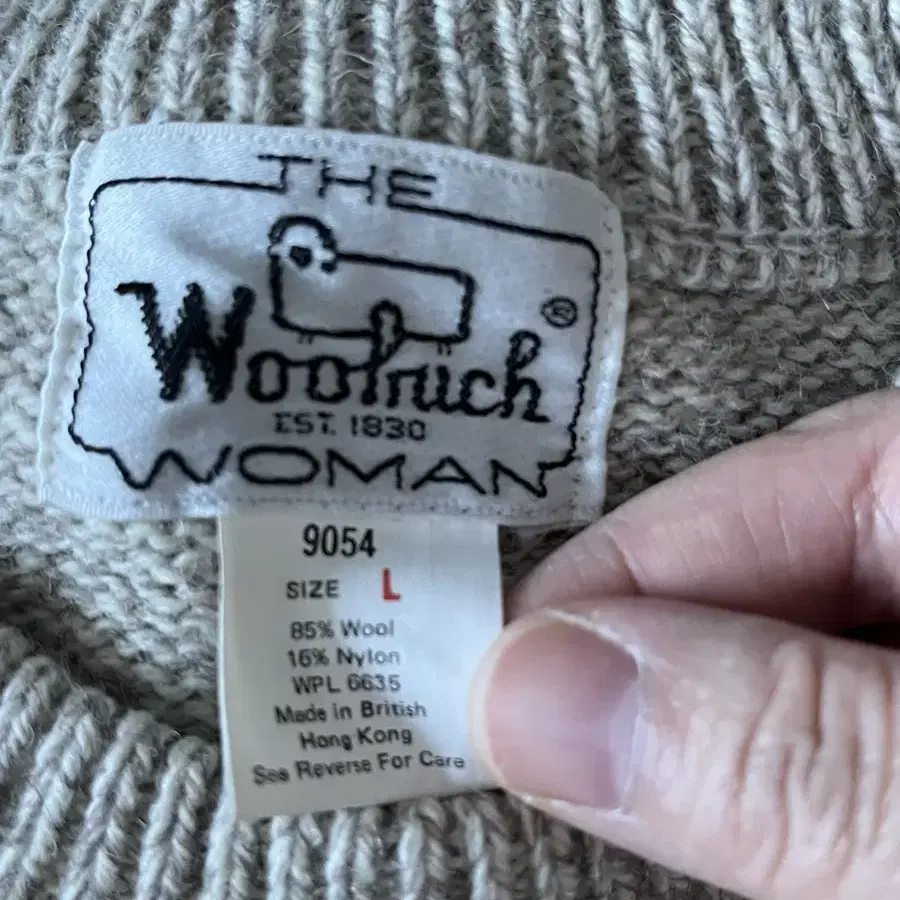 THE
Woolrich
®
EST. 1830
WOMAN
9054
SIZE L
85% Wool
15% Nylon
WPL 6635
Made in British
Hong Kong
See Reverse For Care